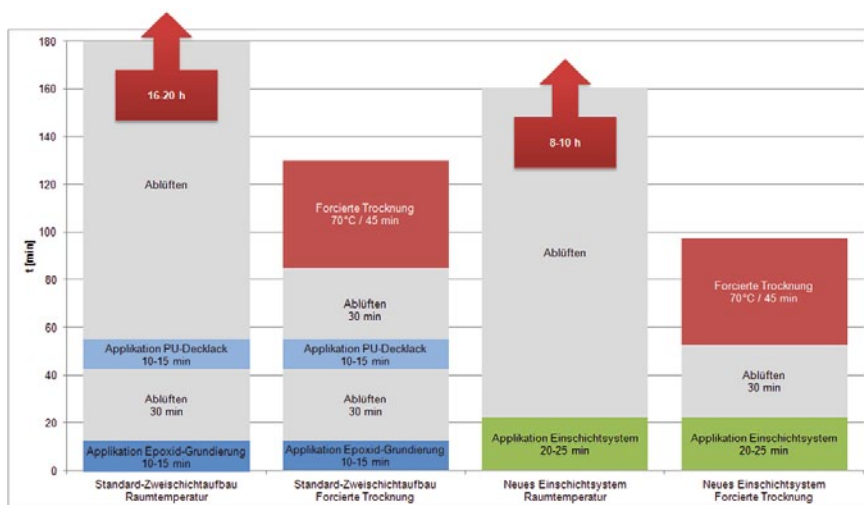 180
160
140
120
100
80
60
40
20
0
t [min]
16-20 h
Ablüften
Applikation PU-Decklack
10-15 min
Ablüften
30 min
Applikation Epoxid-Grundierung
10-15 min
Forcierte Trocknung
70°C / 45 min
Ablüften
30 min
Applikation PU-Decklack
10-15 min
Ablüften
30 min
Applikation Epoxid-Grundierung
10-15 min
8-10 h
Ablüften
Applikation Einschichtsystem
20-25 min
Forcierte Trocknung
70°C / 45 min
Ablüften
30 min
Applikation Einschichtsystem
20-25 min
Standard-Zweischichtaufbau
Raumtemperatur
Standard-Zweischichtaufbau
Forcierte Trocknung
Neues Einschichtsystem
Raumtemperatur
Neues Einschichtsystem
Forcierte Trocknung